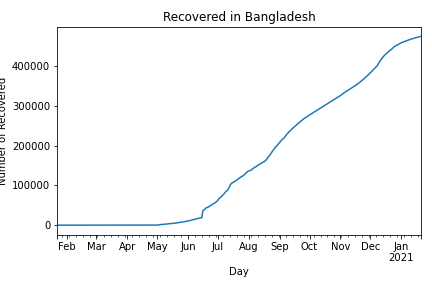 Recovered in Bangladesh
Number of Recovered
400000
300000
200000
100000
0
Feb Mar Apr May Jun Jul Aug Sep Oct Nov Dec Jan
2021
Day